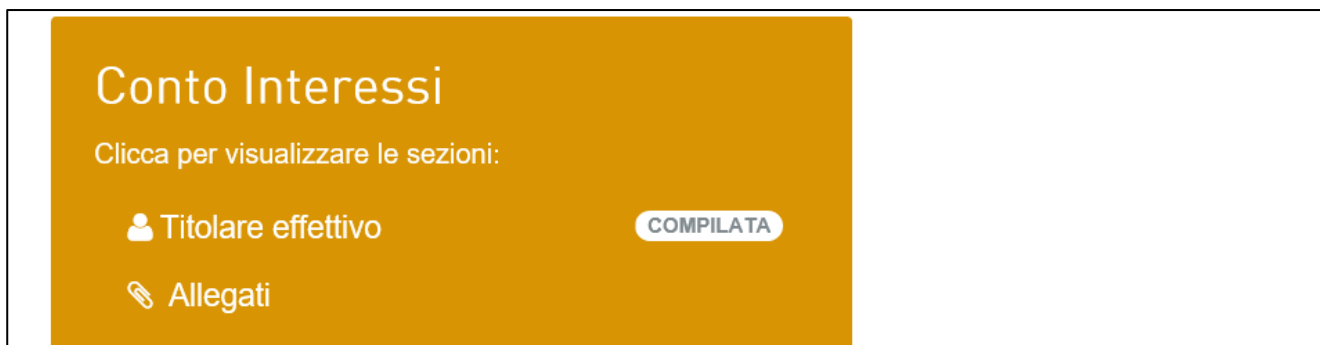 Conto Interessi
Clicca per visualizzare le sezioni:
Titolare effettivo COMPILATA
Allegati